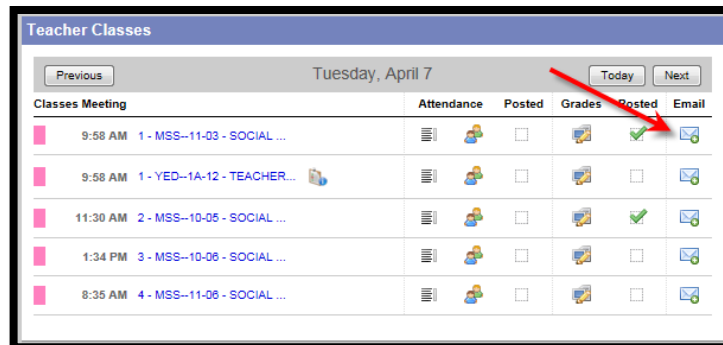 Teacher Classes
Previous Tuesday, April 7 Today Next
Classes Meeting Attendance Posted Grades Posted Email
9:58 AM 1 - MSS--11-03 - SOCIAL ...
9:58 AM 1 - YED--1A-12 - TEACHER...
11:30 AM 2 - MSS--10-05 - SOCIAL ...
1:34 PM 3 - MSS--10-06 - SOCIAL ...
8:35 AM 4 - MSS--11-06 - SOCIAL ...